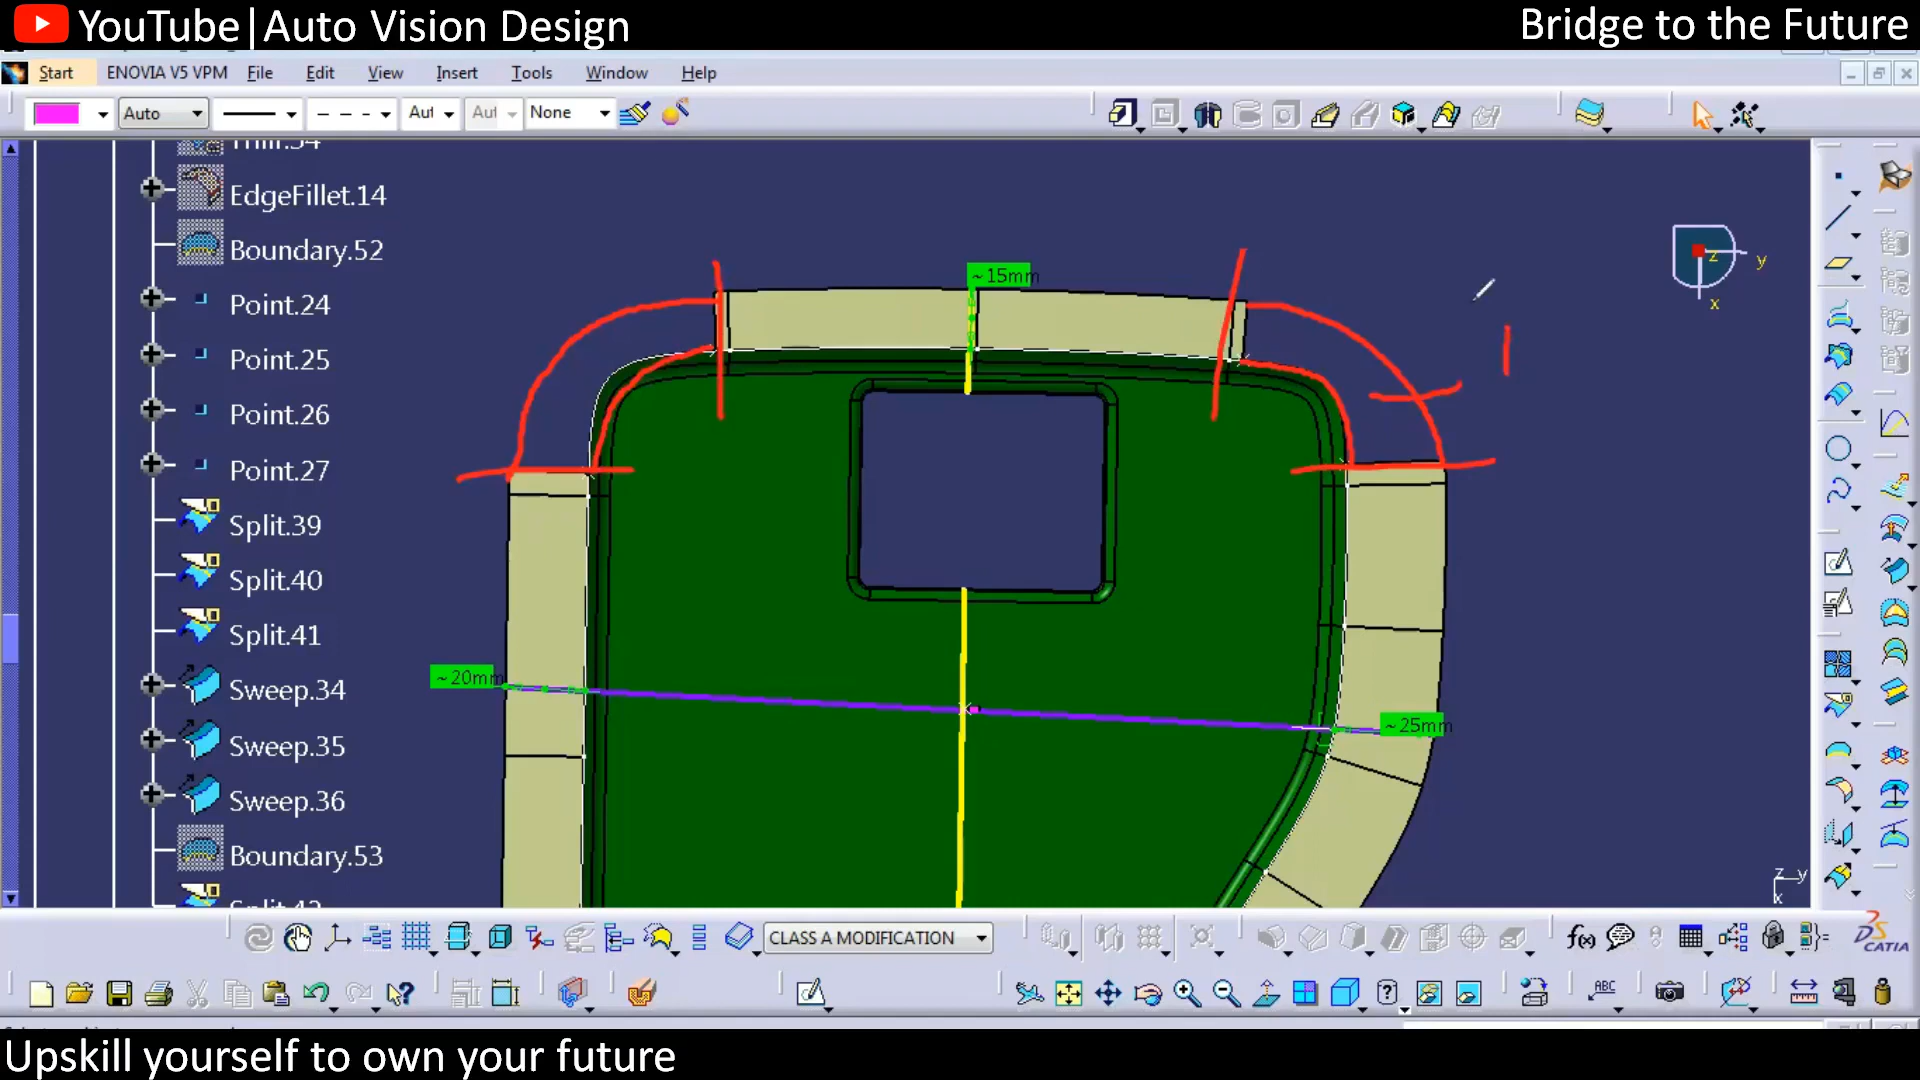 YouTube|Auto Vision Design
Bridge to the Future
Start ENOVIA V5 VPM File Edit View Insert Tools Window Help
Auto Aut Aut None
EdgeFillet.14
Boundary.52
Point.24
Point.25
Point.26
Point.27
Split.39
Split.40
Split.41
Sweep.34
Sweep.35
Sweep.36
Boundary.53
~15mm
~20mm
~25mm
z y
x
z y
x
CLASS A MODIFICATION
f(x)
CATIA
ABC
Upskill yourself to own your future